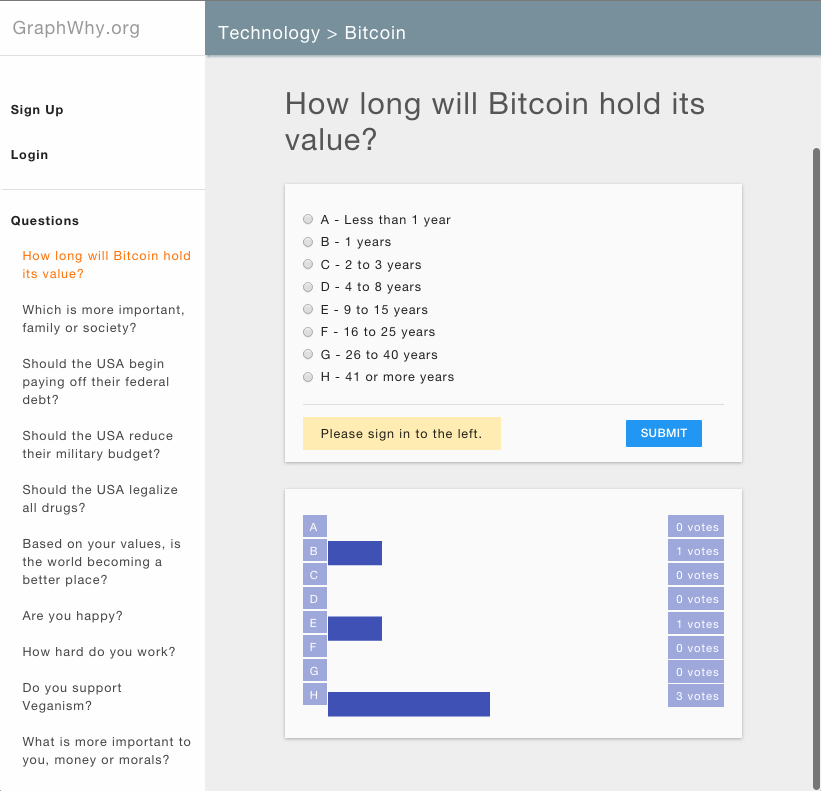 GraphWhy.org
Technology > Bitcoin
Sign Up
Login
Questions
How long will Bitcoin hold
its value?
Which is more important,
family or society?
Should the USA begin
paying off their federal
debt?
Should the USA reduce
their military budget?
Should the USA legalize
all drugs?
Based on your values, is
the world becoming a
better place?
Are you happy?
How hard do you work?
Do you support
Veganism?
What is more important to
you, money or morals?
How long will Bitcoin hold its
value?
A - Less than 1 year
B - 1 years
C - 2 to 3 years
D - 4 to 8 years
E - 9 to 15 years
F - 16 to 25 years
G - 26 to 40 years
H - 41 or more years
Please sign in to the left.
SUBMIT
A 0 votes
B 1 votes
C 0 votes
D 0 votes
E 1 votes
F 0 votes
G 0 votes
H 3 votes